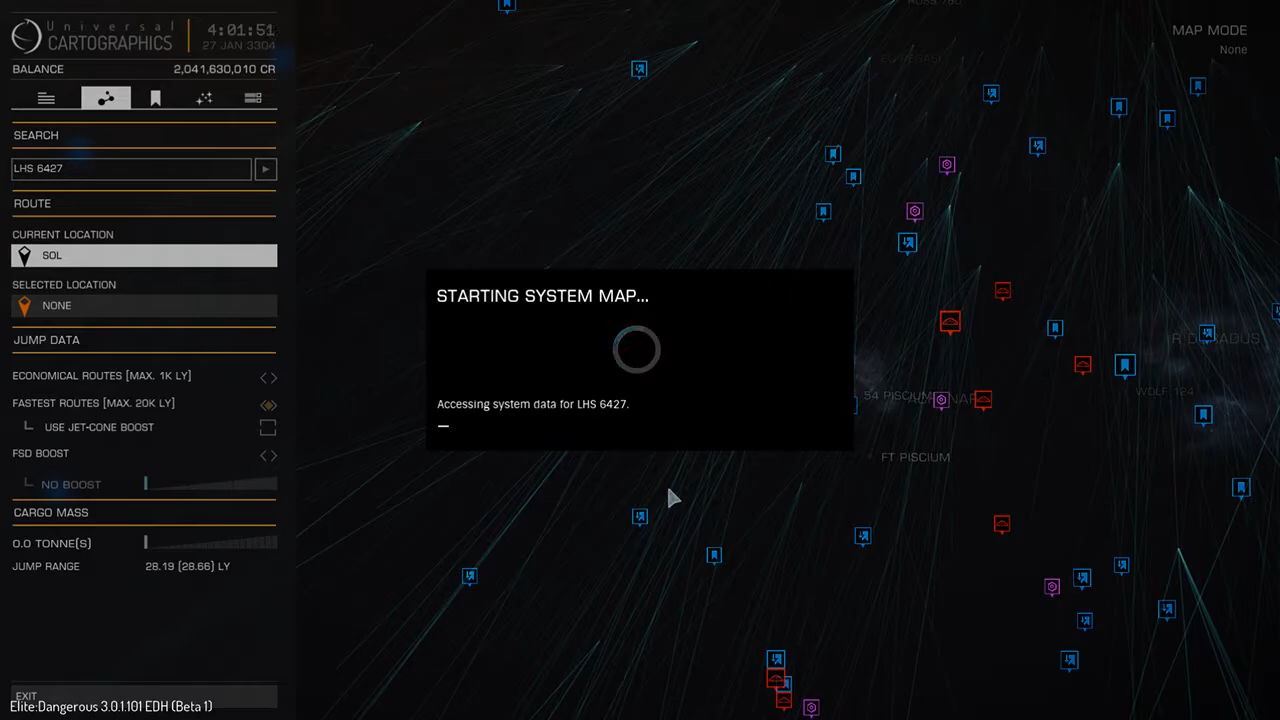 Universal
CARTOGRAPHICS
4:01:51
27 JAN 3304
BALANCE
2,041,630,010 CR
SEARCH
LHS 6427
ROUTE
CURRENT LOCATION
SOL
SELECTED LOCATION
NONE
JUMP DATA
ECONOMICAL ROUTES [MAX. 1K LY]
FASTEST ROUTES [MAX. 20K LY]
USE JET-CONE BOOST
FSD BOOST
NO BOOST
CARGO MASS
0.0 TONNE(S)
JUMP RANGE
28.19 (28.66) LY
EXIT
Elite:Dangerous 3.0.1.101 EDH (Beta 1)
STARTING SYSTEM MAP...
Accessing system data for LHS 6427.
MAP MODE
None
WOLF 124
54 PISCIUM
FT PISCIUM